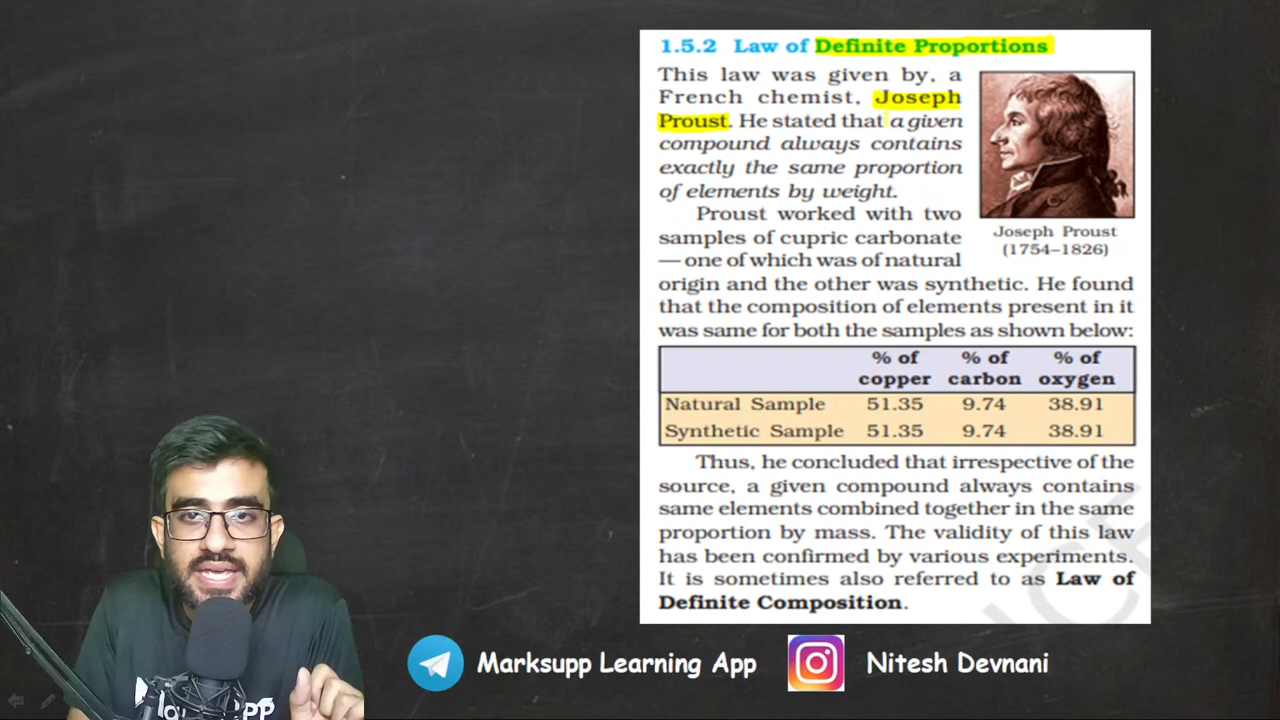 1.5.2 Law of Definite Proportions
This law was given by, a
French chemist, Joseph
Proust. He stated that a given
compound always contains
exactly the same proportion
of elements by weight.
Joseph Proust
(1754–1826)
Proust worked with two
samples of cupric carbonate
— one of which was of natural
origin and the other was synthetic. He found
that the composition of elements present in it
was same for both the samples as shown below:
% of % of % of
copper carbon oxygen
Natural Sample 51.35 9.74 38.91
Synthetic Sample 51.35 9.74 38.91
Thus, he concluded that irrespective of the
source, a given compound always contains
same elements combined together in the same
proportion by mass. The validity of this law
has been confirmed by various experiments.
It is sometimes also referred to as Law of
Definite Composition.
Marksupp Learning App Nitesh Devnani